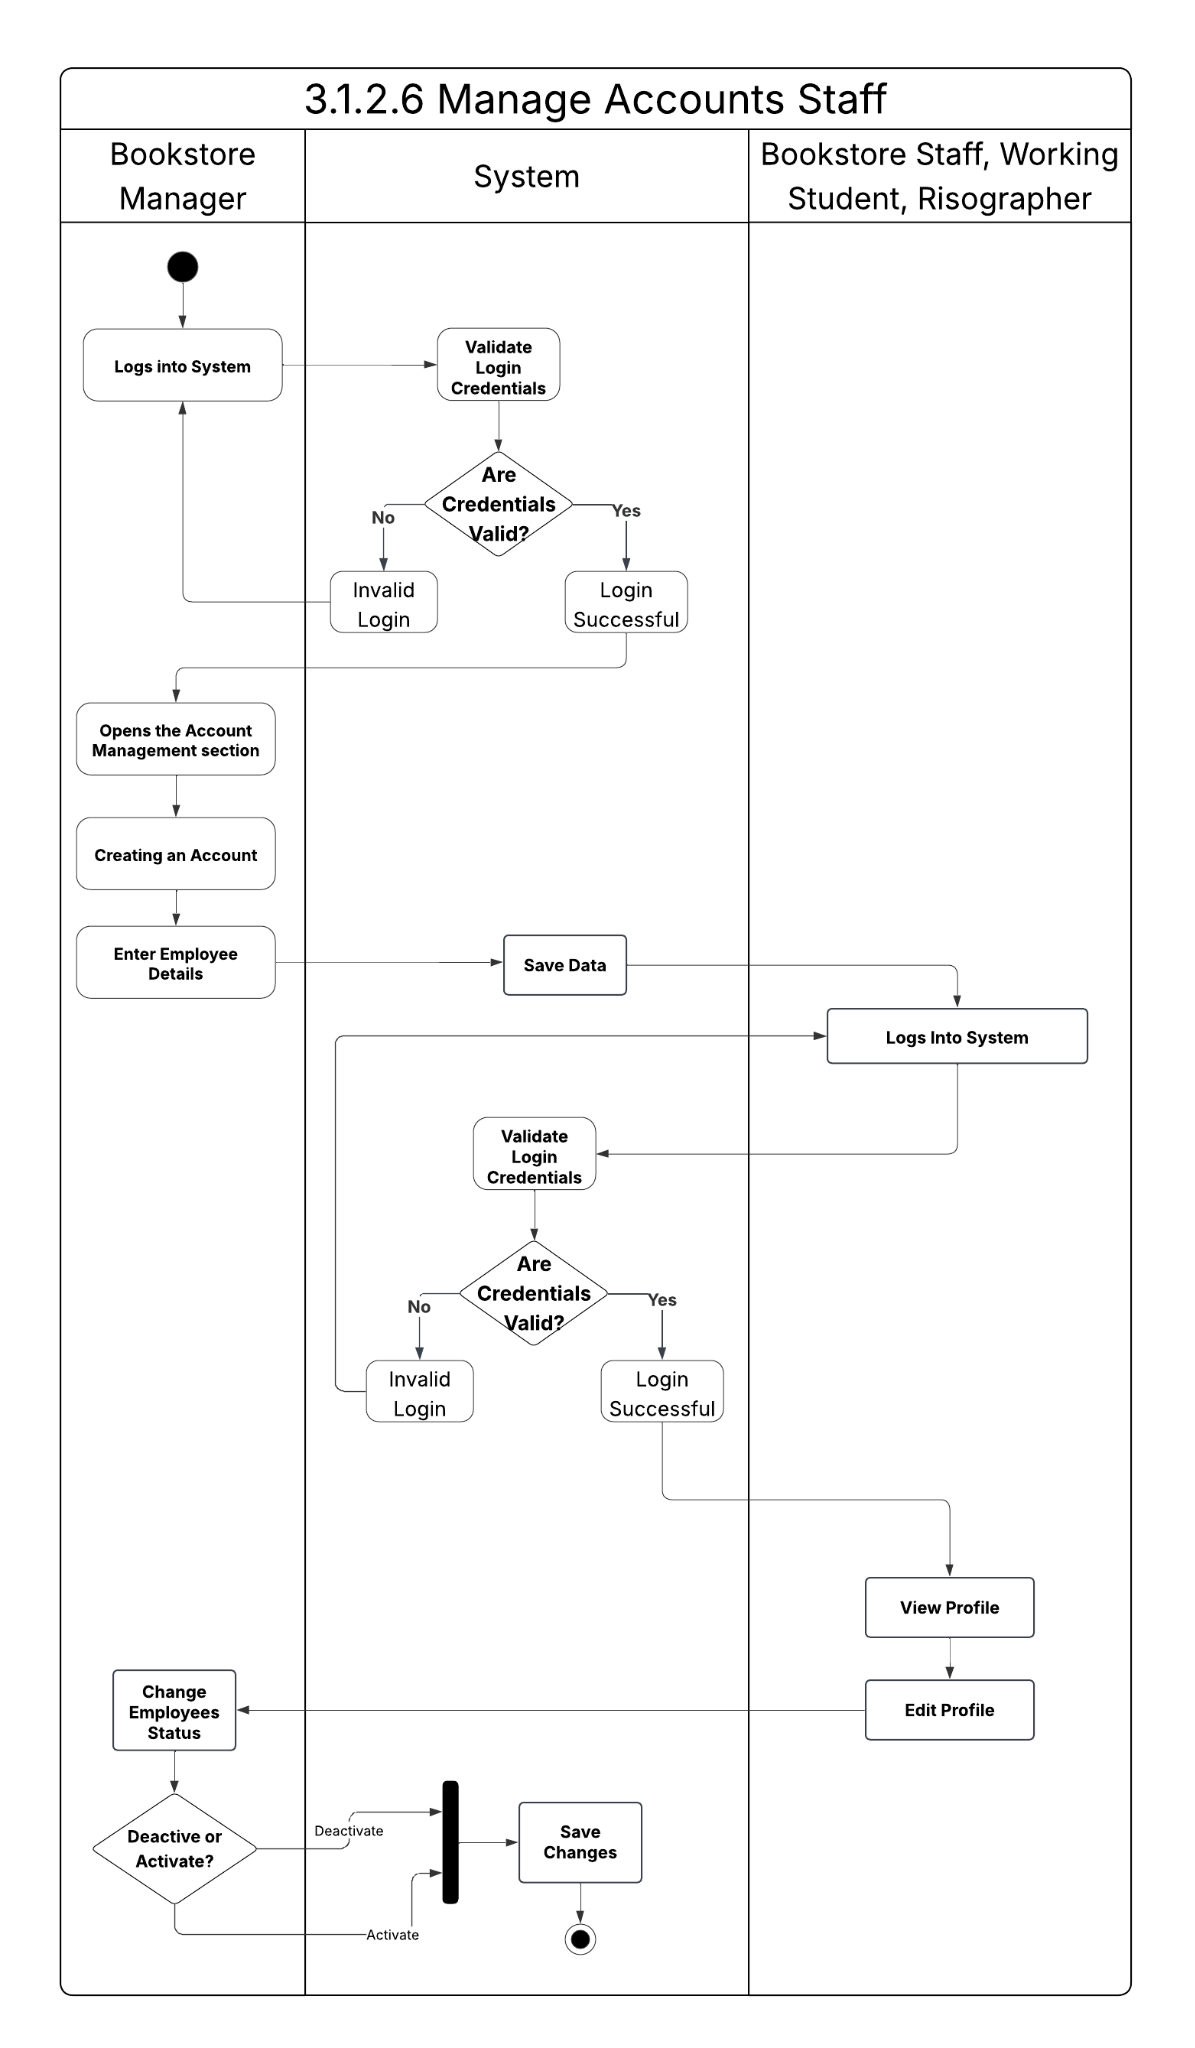 3.1.2.6 Manage Accounts Staff
Bookstore
Manager
System
Bookstore Staff, Working
Student, Risographer
Logs into System
Validate
Login
Credentials
Are
Credentials
Valid?
No
Yes
Invalid
Login
Login
Successful
Opens the Account
Management section
Creating an Account
Enter Employee
Details
Save Data
Logs Into System
Validate
Login
Credentials
Are
Credentials
Valid?
No
Yes
Invalid
Login
Login
Successful
View Profile
Edit Profile
Change
Employees
Status
Deactive or
Activate?
Deactivate
Activate
Save
Changes